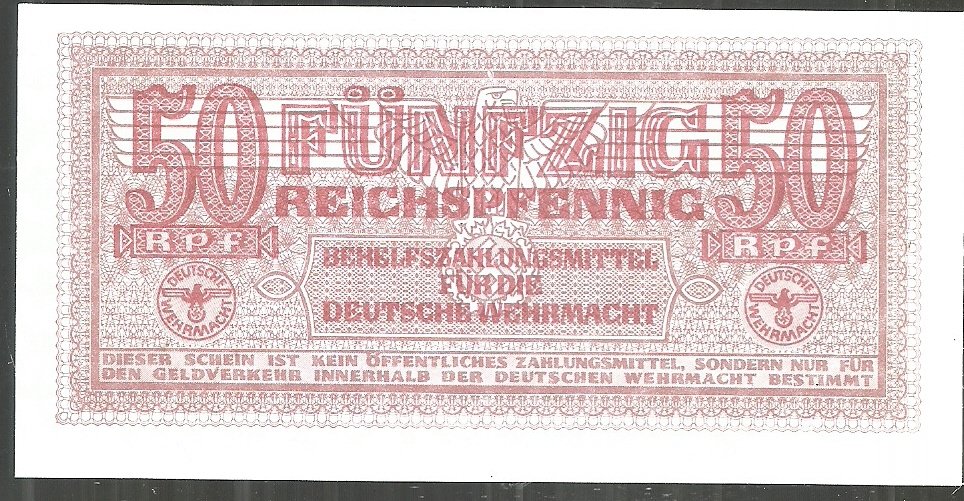 50 FÜNFZIG 50
REICHSPFENNIG
RPF RPF
BEHELFSZAHLUNGSMITTEL
FÜR DIE
DEUTSCHE WEHRMACHT
DEUTSCHE WEHRMACHT
DEUTSCHE WEHRMACHT
DIESER SCHEIN IST KEIN ÖFFENTLICHES ZAHLUNGSMITTEL, SONDERN NUR FÜR
DEN GELDVERKEHR INNERHALB DER DEUTSCHEN WEHRMACHT BESTIMMT